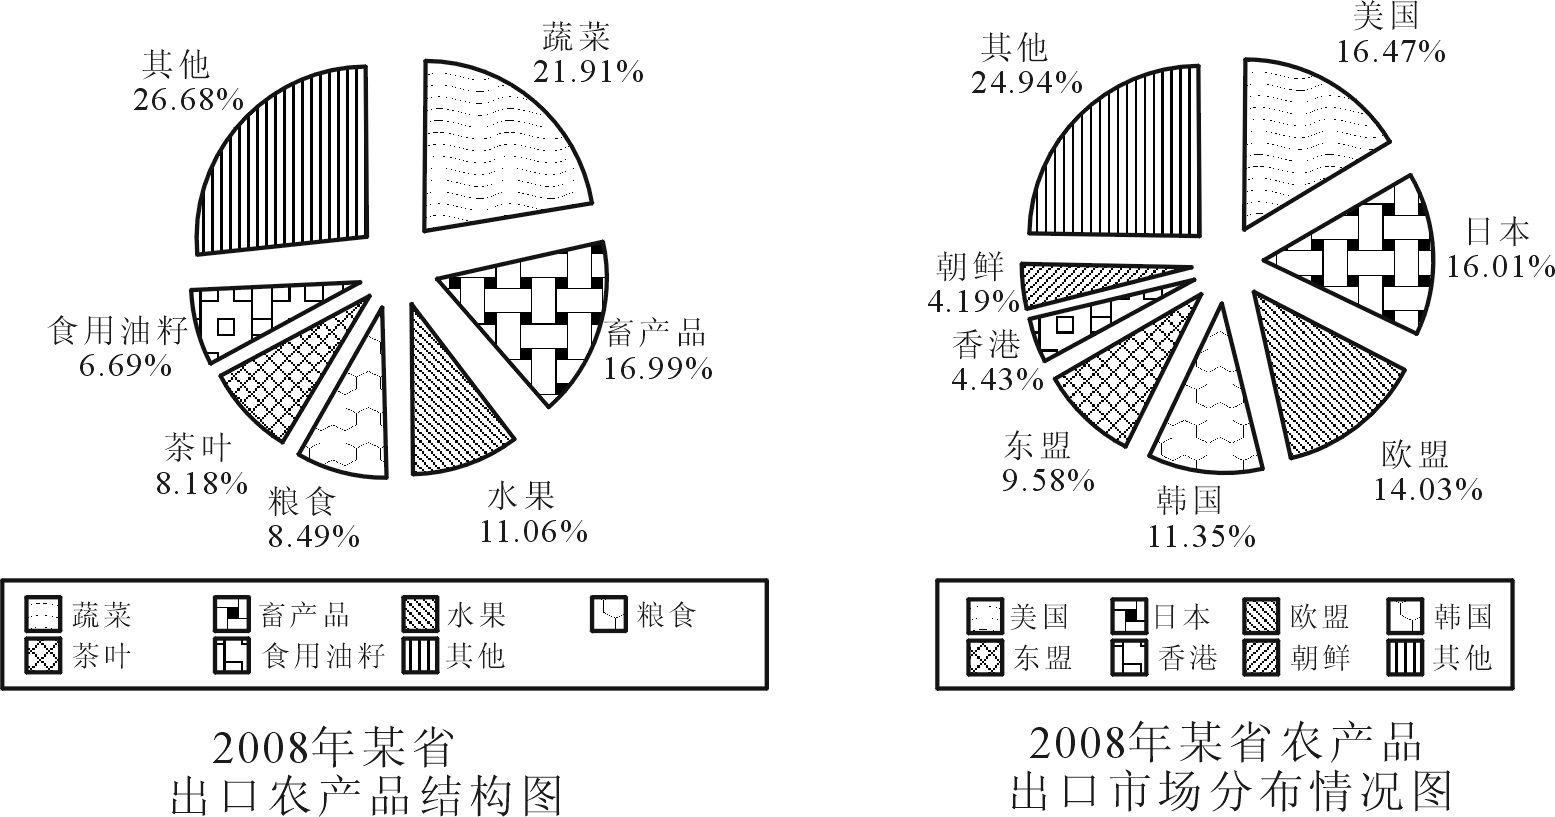 蔬菜
21.91%
畜产品
16.99%
水果
11.06%
粮食
8.49%
茶叶
8.18%
食用油籽
6.69%
其他
26.68%
蔬菜 畜产品 水果 粮食
茶叶 食用油籽 其他
2008年某省
出口农产品结构图
美国
16.47%
日本
16.01%
欧盟
14.03%
韩国
11.35%
东盟
9.58%
香港
4.43%
朝鲜
4.19%
其他
24.94%
美国 日本 欧盟 韩国
东盟 香港 朝鲜 其他
2008年某省农产品
出口市场分布情况图